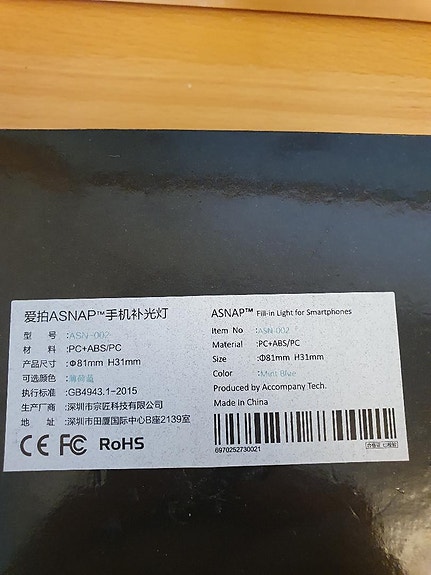 爱拍ASNAP™手机补光灯
型 号 :ASN-002
材 料 :PC+ABS/PC
产品尺寸 :Φ81mm H31mm
可选颜色 :薄荷蓝
执行标准 :GB4943.1-2015
生产厂商 :深圳市宗匠科技有限公司
地 址 :深圳市田厦国际中心B座2139室
CE FC RoHS
ASNAP™ Fill-in Light for Smartphones
Item No :ASN-002
Material :PC+ABS/PC
Size :Φ81mm H31mm
Color :Mint Blue
Produced by Accompany Tech.
Made in China
6970252730021